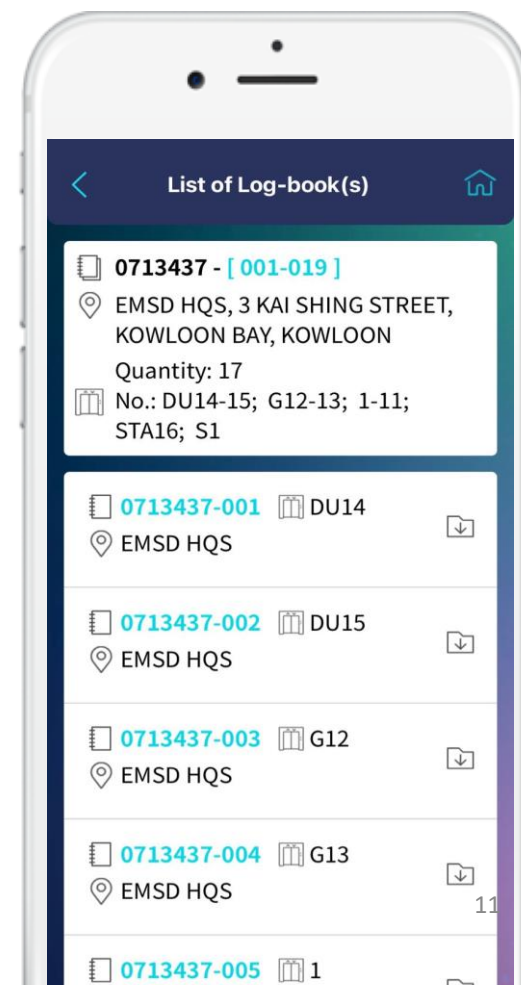 List of Log-book(s)
0713437 - [ 001-019 ]
EMSD HQS, 3 KAI SHING STREET,
KOWLOON BAY, KOWLOON
Quantity: 17
No.: DU14-15; G12-13; 1-11;
STA16; S1
0713437-001 DU14
EMSD HQS
0713437-002 DU15
EMSD HQS
0713437-003 G12
EMSD HQS
0713437-004 G13
EMSD HQS
11
0713437-005 1